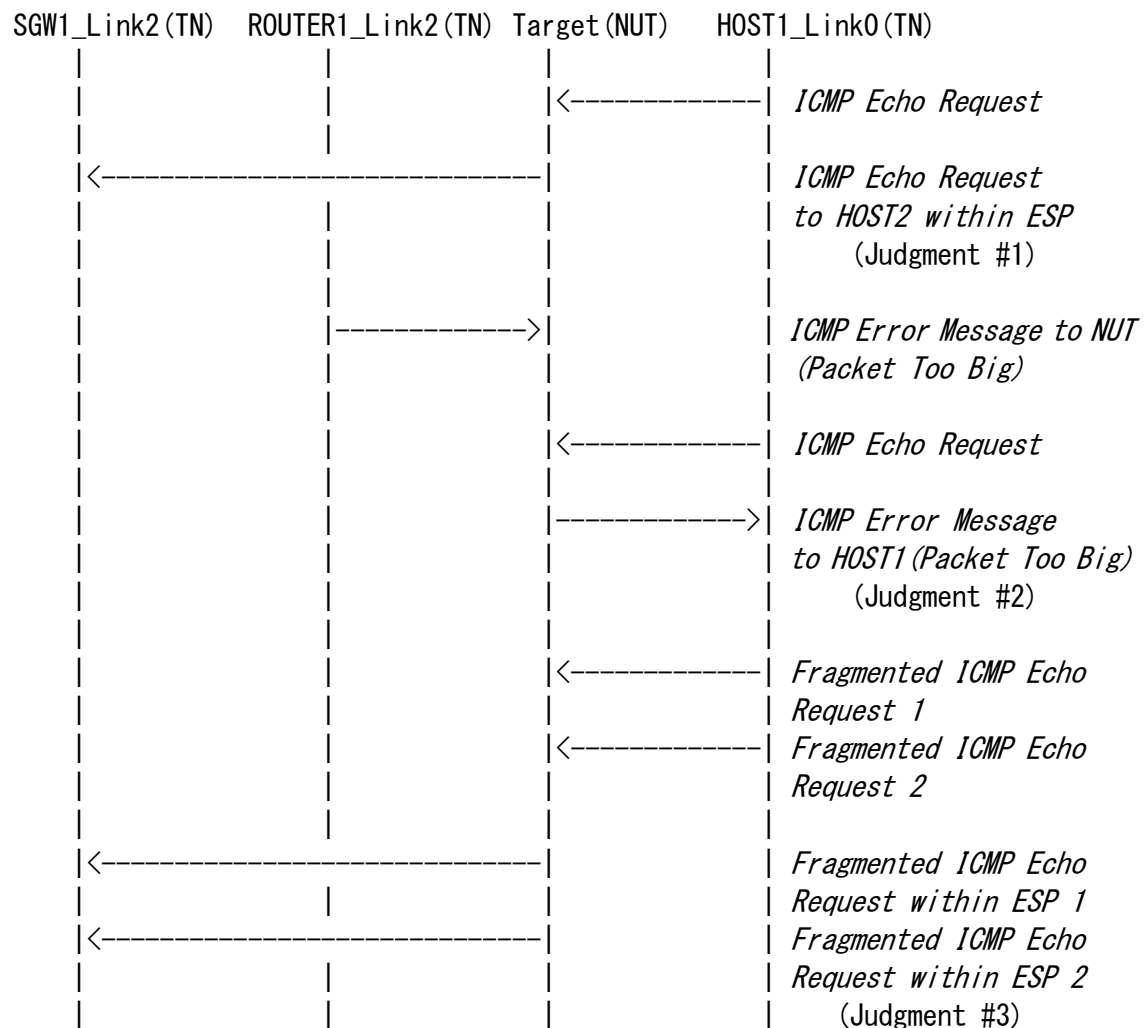 SGW1_Link2(TN) ROUTER1_Link2(TN) Target(NUT) HOST1_Link0(TN)
ICMP Echo Request
ICMP Echo Request
to HOST2 within ESP
(Judgment #1)
ICMP Error Message to NUT
(Packet Too Big)
ICMP Echo Request
ICMP Error Message
to HOST1(Packet Too Big)
(Judgment #2)
Fragmented ICMP Echo
Request 1
Fragmented ICMP Echo
Request 2
Fragmented ICMP Echo
Request within ESP 1
Fragmented ICMP Echo
Request within ESP 2
(Judgment #3)